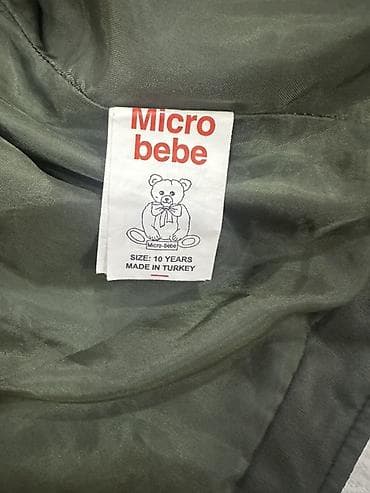 Micro
bebe
Micro-bebe
SIZE: 10 YEARS
MADE IN TURKEY